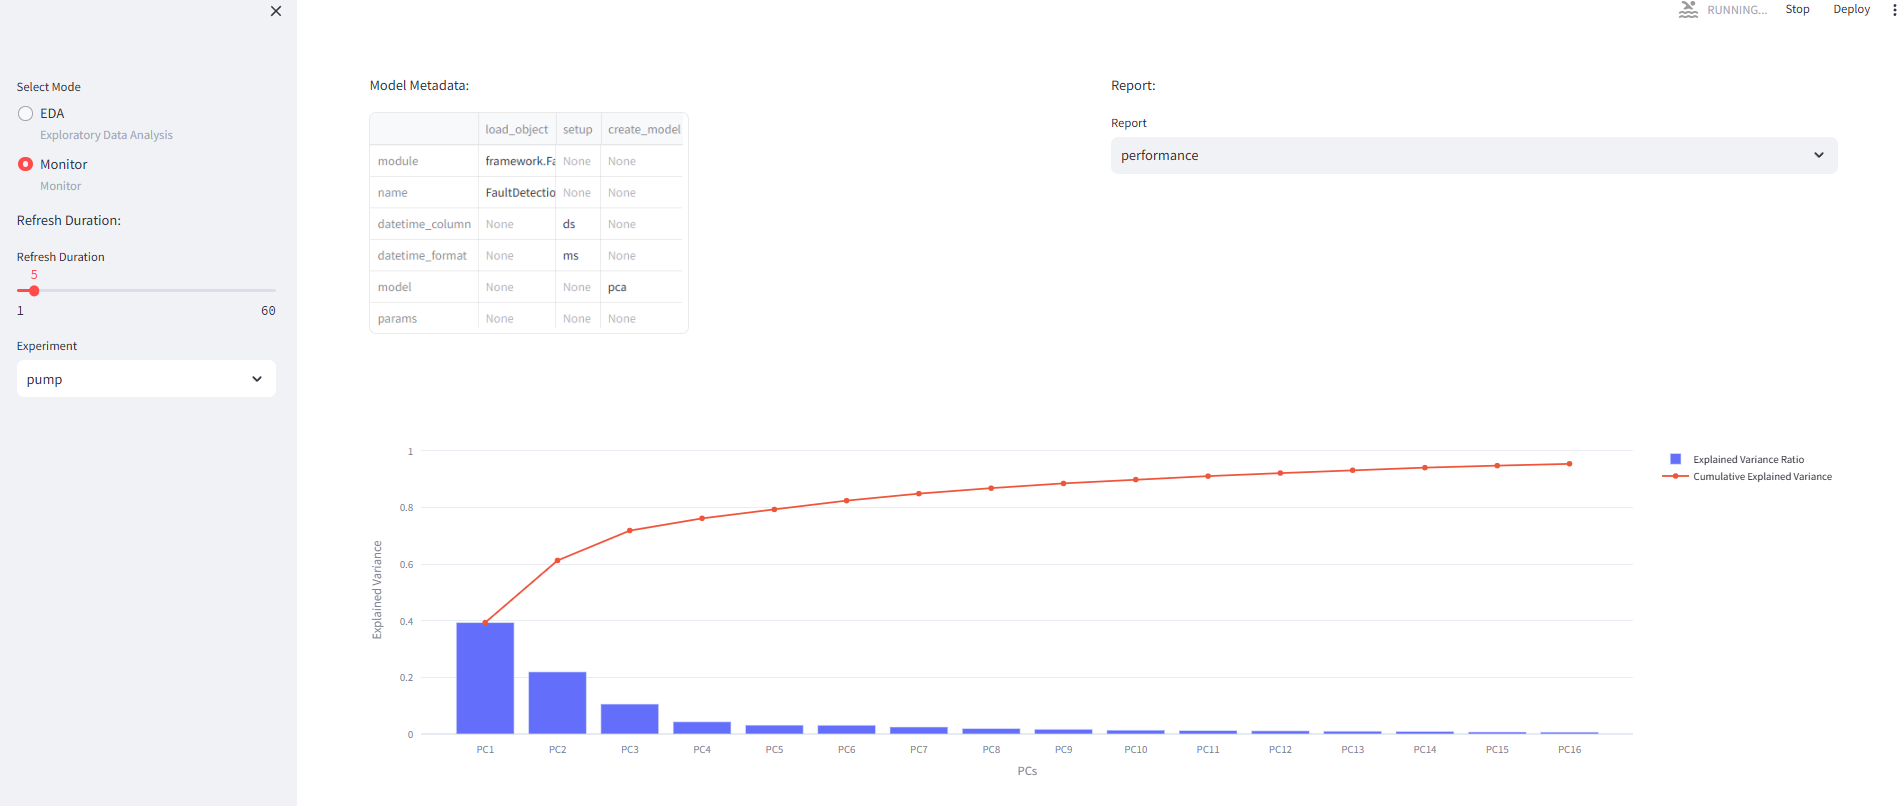 RUNNING...
Stop
Deploy
Select Mode
EDA
Exploratory Data Analysis
Monitor
Monitor
Refresh Duration:
Refresh Duration
5
1 60
Experiment
pump
Model Metadata:
load_object setup create_model
module framework.Fa None None
name FaultDetectio None None
datetime_column None ds None
datetime_format None ms None
model None None pca
params None None None
Report:
Report
performance
1
0.8
0.6
0.4
0.2
0
Explained Variance
PC1 PC2 PC3 PC4 PC5 PC6 PC7 PC8 PC9 PC10 PC11 PC12 PC13 PC14 PC15 PC16
PCs
Explained Variance Ratio
Cumulative Explained Variance